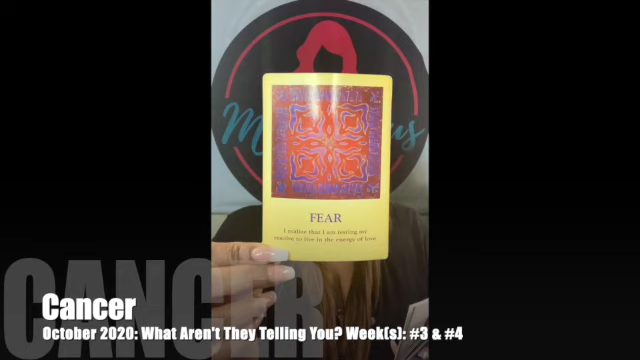 FEAR
I realize that I am testing my
resolve to live in the energy of love
CANCER
Cancer
October 2020: What Aren't They Telling You? Week(s): #3 & #4